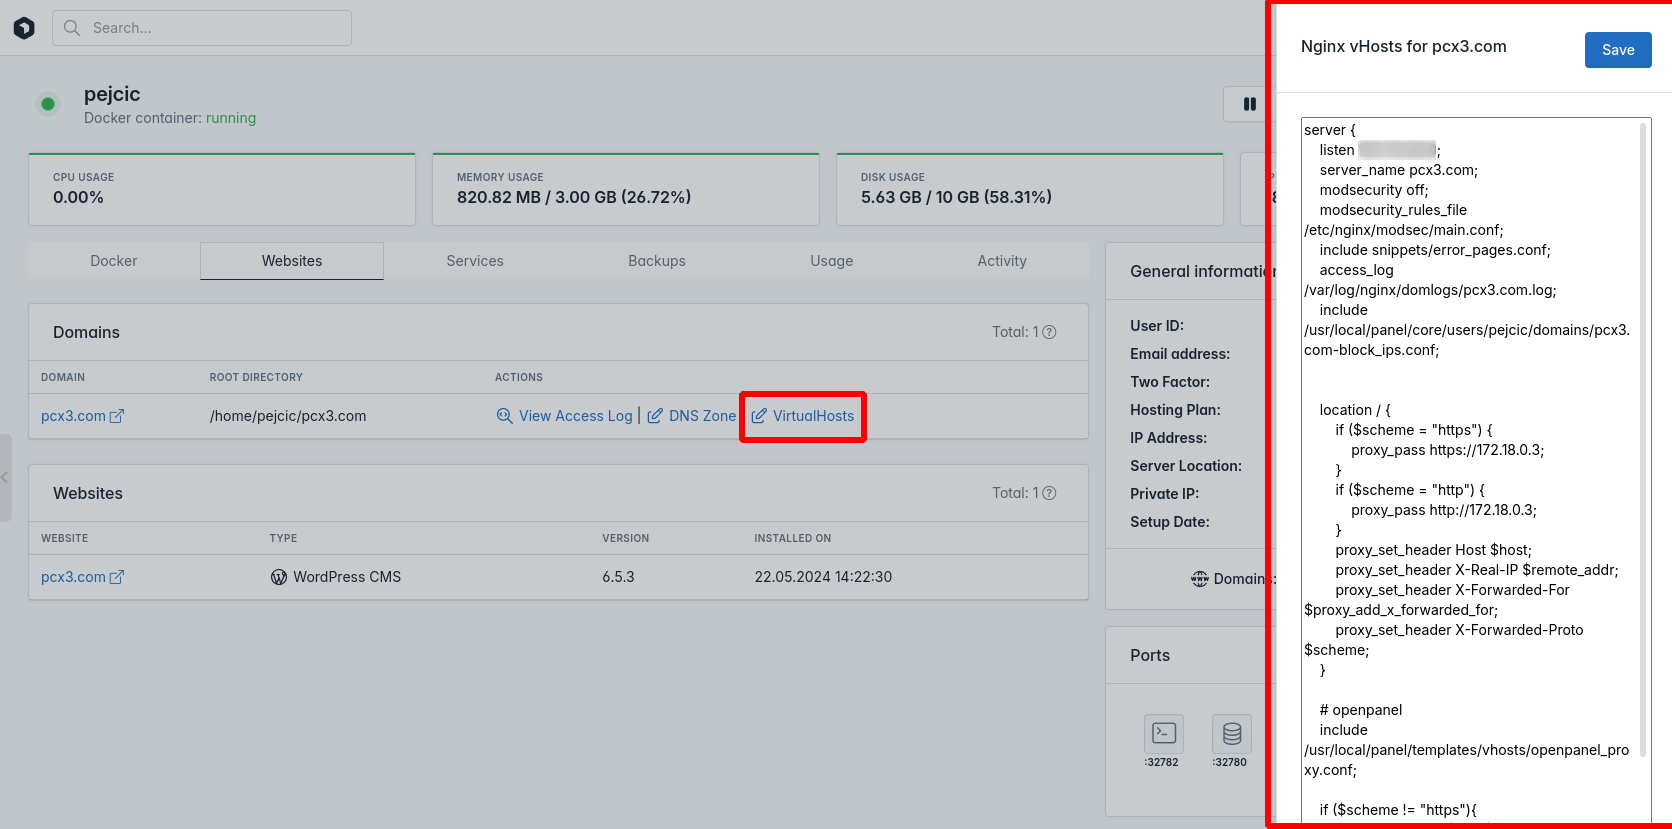 Search...
pejcic
Docker container: running
CPU USAGE
0.00%
MEMORY USAGE
820.82 MB / 3.00 GB (26.72%)
DISK USAGE
5.63 GB / 10 GB (58.31%)
Docker
Websites
Services
Backups
Usage
Activity
Domains
Total: 1
DOMAIN
ROOT DIRECTORY
ACTIONS
pcx3.com
/home/pejcic/pcx3.com
View Access Log |
DNS Zone
VirtualHosts
Websites
Total: 1
WEBSITE
TYPE
VERSION
INSTALLED ON
pcx3.com
WordPress CMS
6.5.3
22.05.2024 14:22:30
General information
User ID:
Email address:
Two Factor:
Hosting Plan:
IP Address:
Server Location:
Private IP:
Setup Date:
Domains:
Ports
:32782
:32780
Nginx vHosts for pcx3.com
Save
server {
listen ;
server_name pcx3.com;
modsecurity off;
modsecurity_rules_file
/etc/nginx/modsec/main.conf;
include snippets/error_pages.conf;
access_log
/var/log/nginx/domlogs/pcx3.com.log;
include
/usr/local/panel/core/users/pejcic/domains/pcx3.
com-block_ips.conf;
location / {
if ($scheme = "https") {
proxy_pass https://172.18.0.3;
}
if ($scheme = "http") {
proxy_pass http://172.18.0.3;
}
proxy_set_header Host $host;
proxy_set_header X-Real-IP $remote_addr;
proxy_set_header X-Forwarded-For
$proxy_add_x_forwarded_for;
proxy_set_header X-Forwarded-Proto
$scheme;
}
# openpanel
include
/usr/local/panel/templates/vhosts/openpanel_pro
xy.conf;
if ($scheme != "https"){